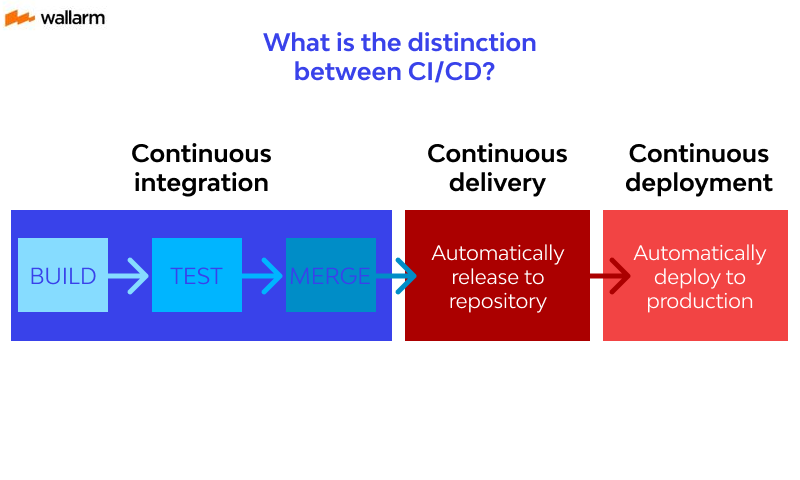 wallarm
What is the distinction
between CI/CD?
Continuous
integration
Continuous
delivery
Continuous
deployment
BUILD
TEST
MERGE
Automatically
release to
repository
Automatically
deploy to
production